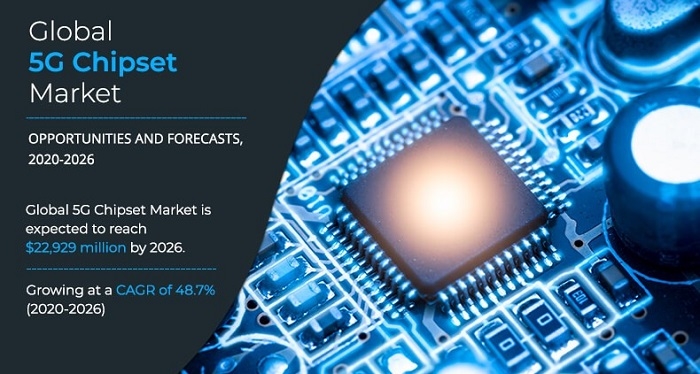 Global
5G Chipset
Market
OPPORTUNITIES AND FORECASTS,
2020-2026
Global 5G Chipset Market is
expected to reach
$22,929 million by 2026.
Growing at a CAGR of 48.7%
(2020-2026)